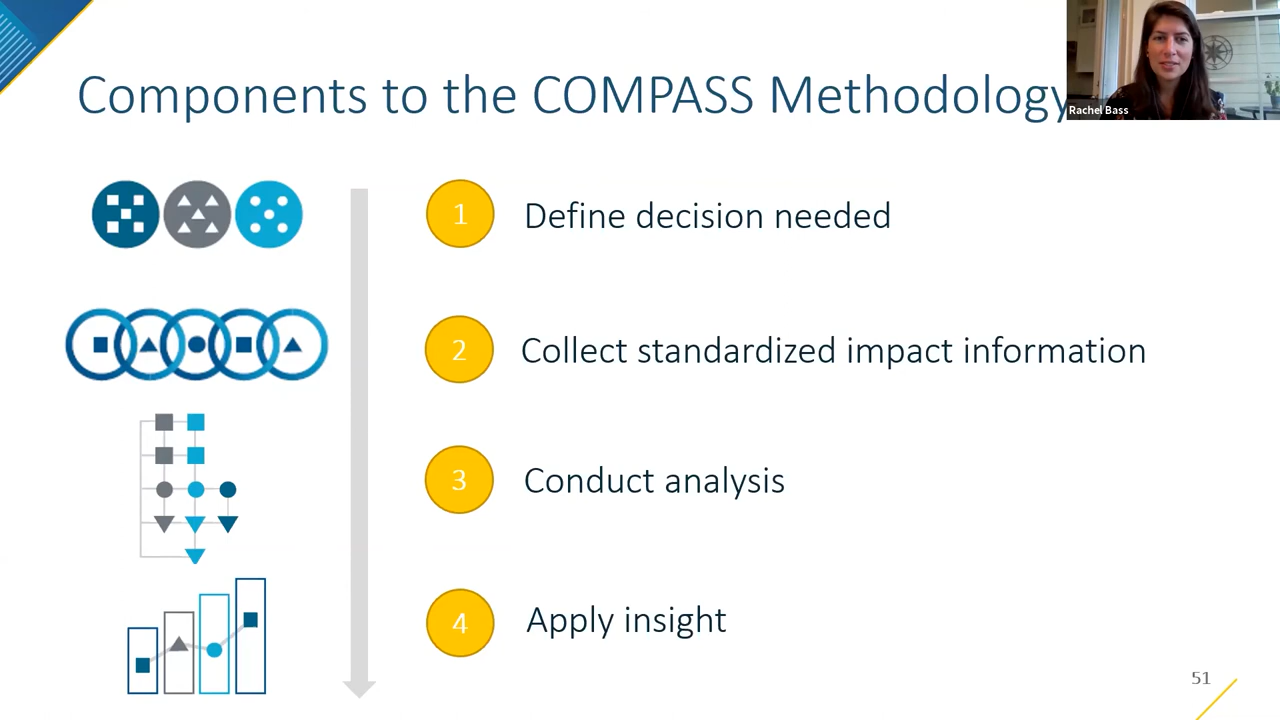 Components to the COMPASS Methodology
Rachel Bass
1 Define decision needed
2 Collect standardized impact information
3 Conduct analysis
4 Apply insight
51